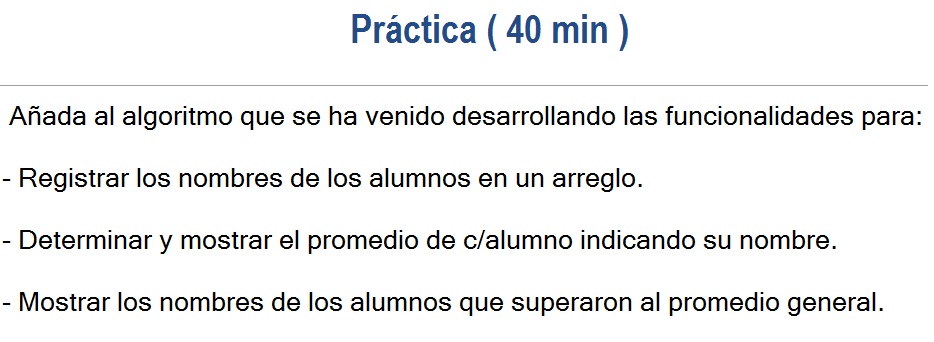 Práctica ( 40 min )
Añada al algoritmo que se ha venido desarrollando las funcionalidades para:
- Registrar los nombres de los alumnos en un arreglo.
- Determinar y mostrar el promedio de c/alumno indicando su nombre.
- Mostrar los nombres de los alumnos que superaron al promedio general.